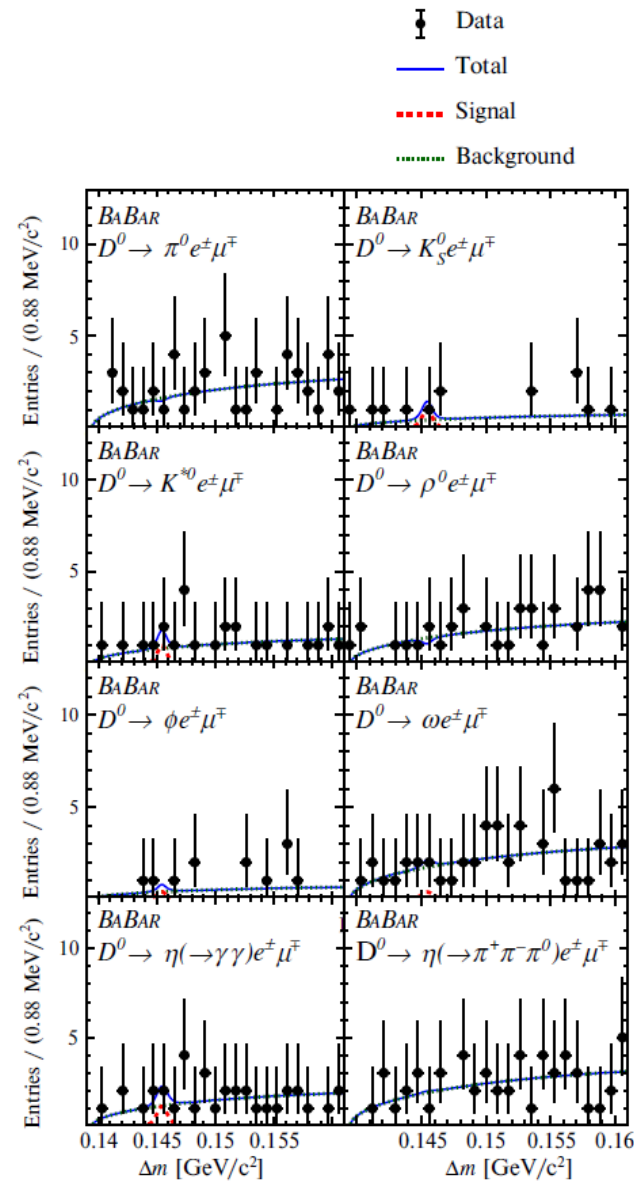 Data
Total
Signal
Background
BABAR
D⁰→ π⁰e±μ∓
BABAR
D⁰→ K_S⁰e±μ∓
10
5
Entries / (0.88 MeV/c²)
BABAR
D⁰→ K*⁰e±μ∓
BABAR
D⁰→ ρ⁰e±μ∓
10
5
Entries / (0.88 MeV/c²)
BABAR
D⁰→ φe±μ∓
BABAR
D⁰→ ωe±μ∓
10
5
Entries / (0.88 MeV/c²)
BABAR
D⁰→ η(→γγ)e±μ∓
BABAR
D⁰→ η(→π⁺π⁻π⁰)e±μ∓
10
5
Entries / (0.88 MeV/c²)
0.14 0.145 0.15 0.155
0.145 0.15 0.155 0.16
Δm [GeV/c²]
Δm [GeV/c²]